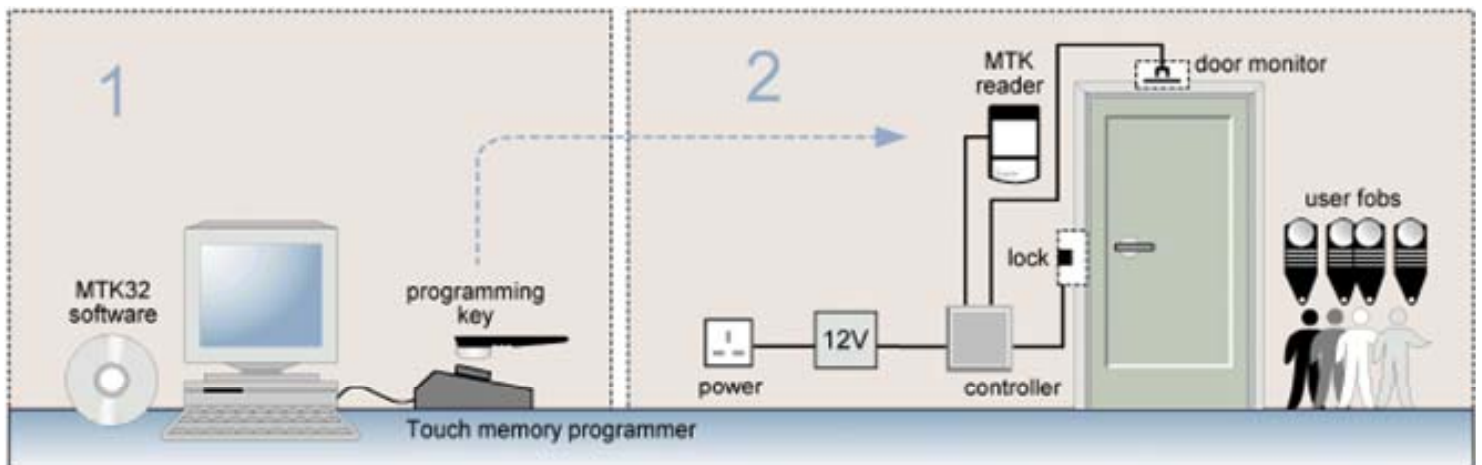 1
MTK32
software
programming
key
Touch memory programmer
2
MTK
reader
door monitor
lock
user fobs
power
12V
controller